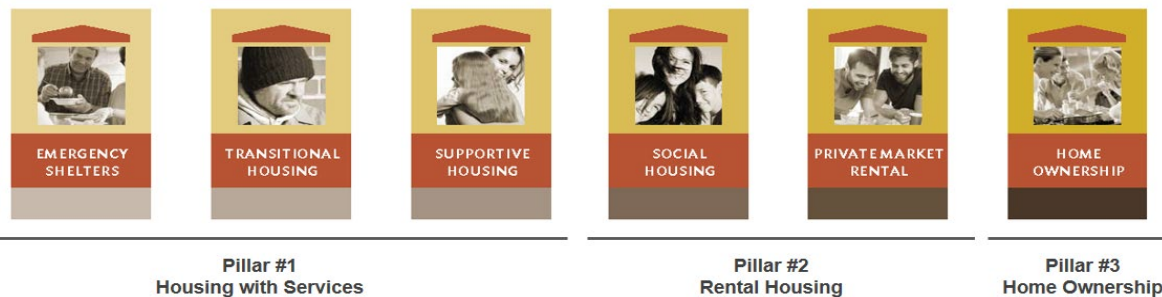 EMERGENCY
SHELTERS
TRANSITIONAL
HOUSING
SUPPORTIVE
HOUSING
SOCIAL
HOUSING
PRIVATE MARKET
RENTAL
HOME
OWNERSHIP
Pillar #1
Housing with Services
Pillar #2
Rental Housing
Pillar #3
Home Ownership